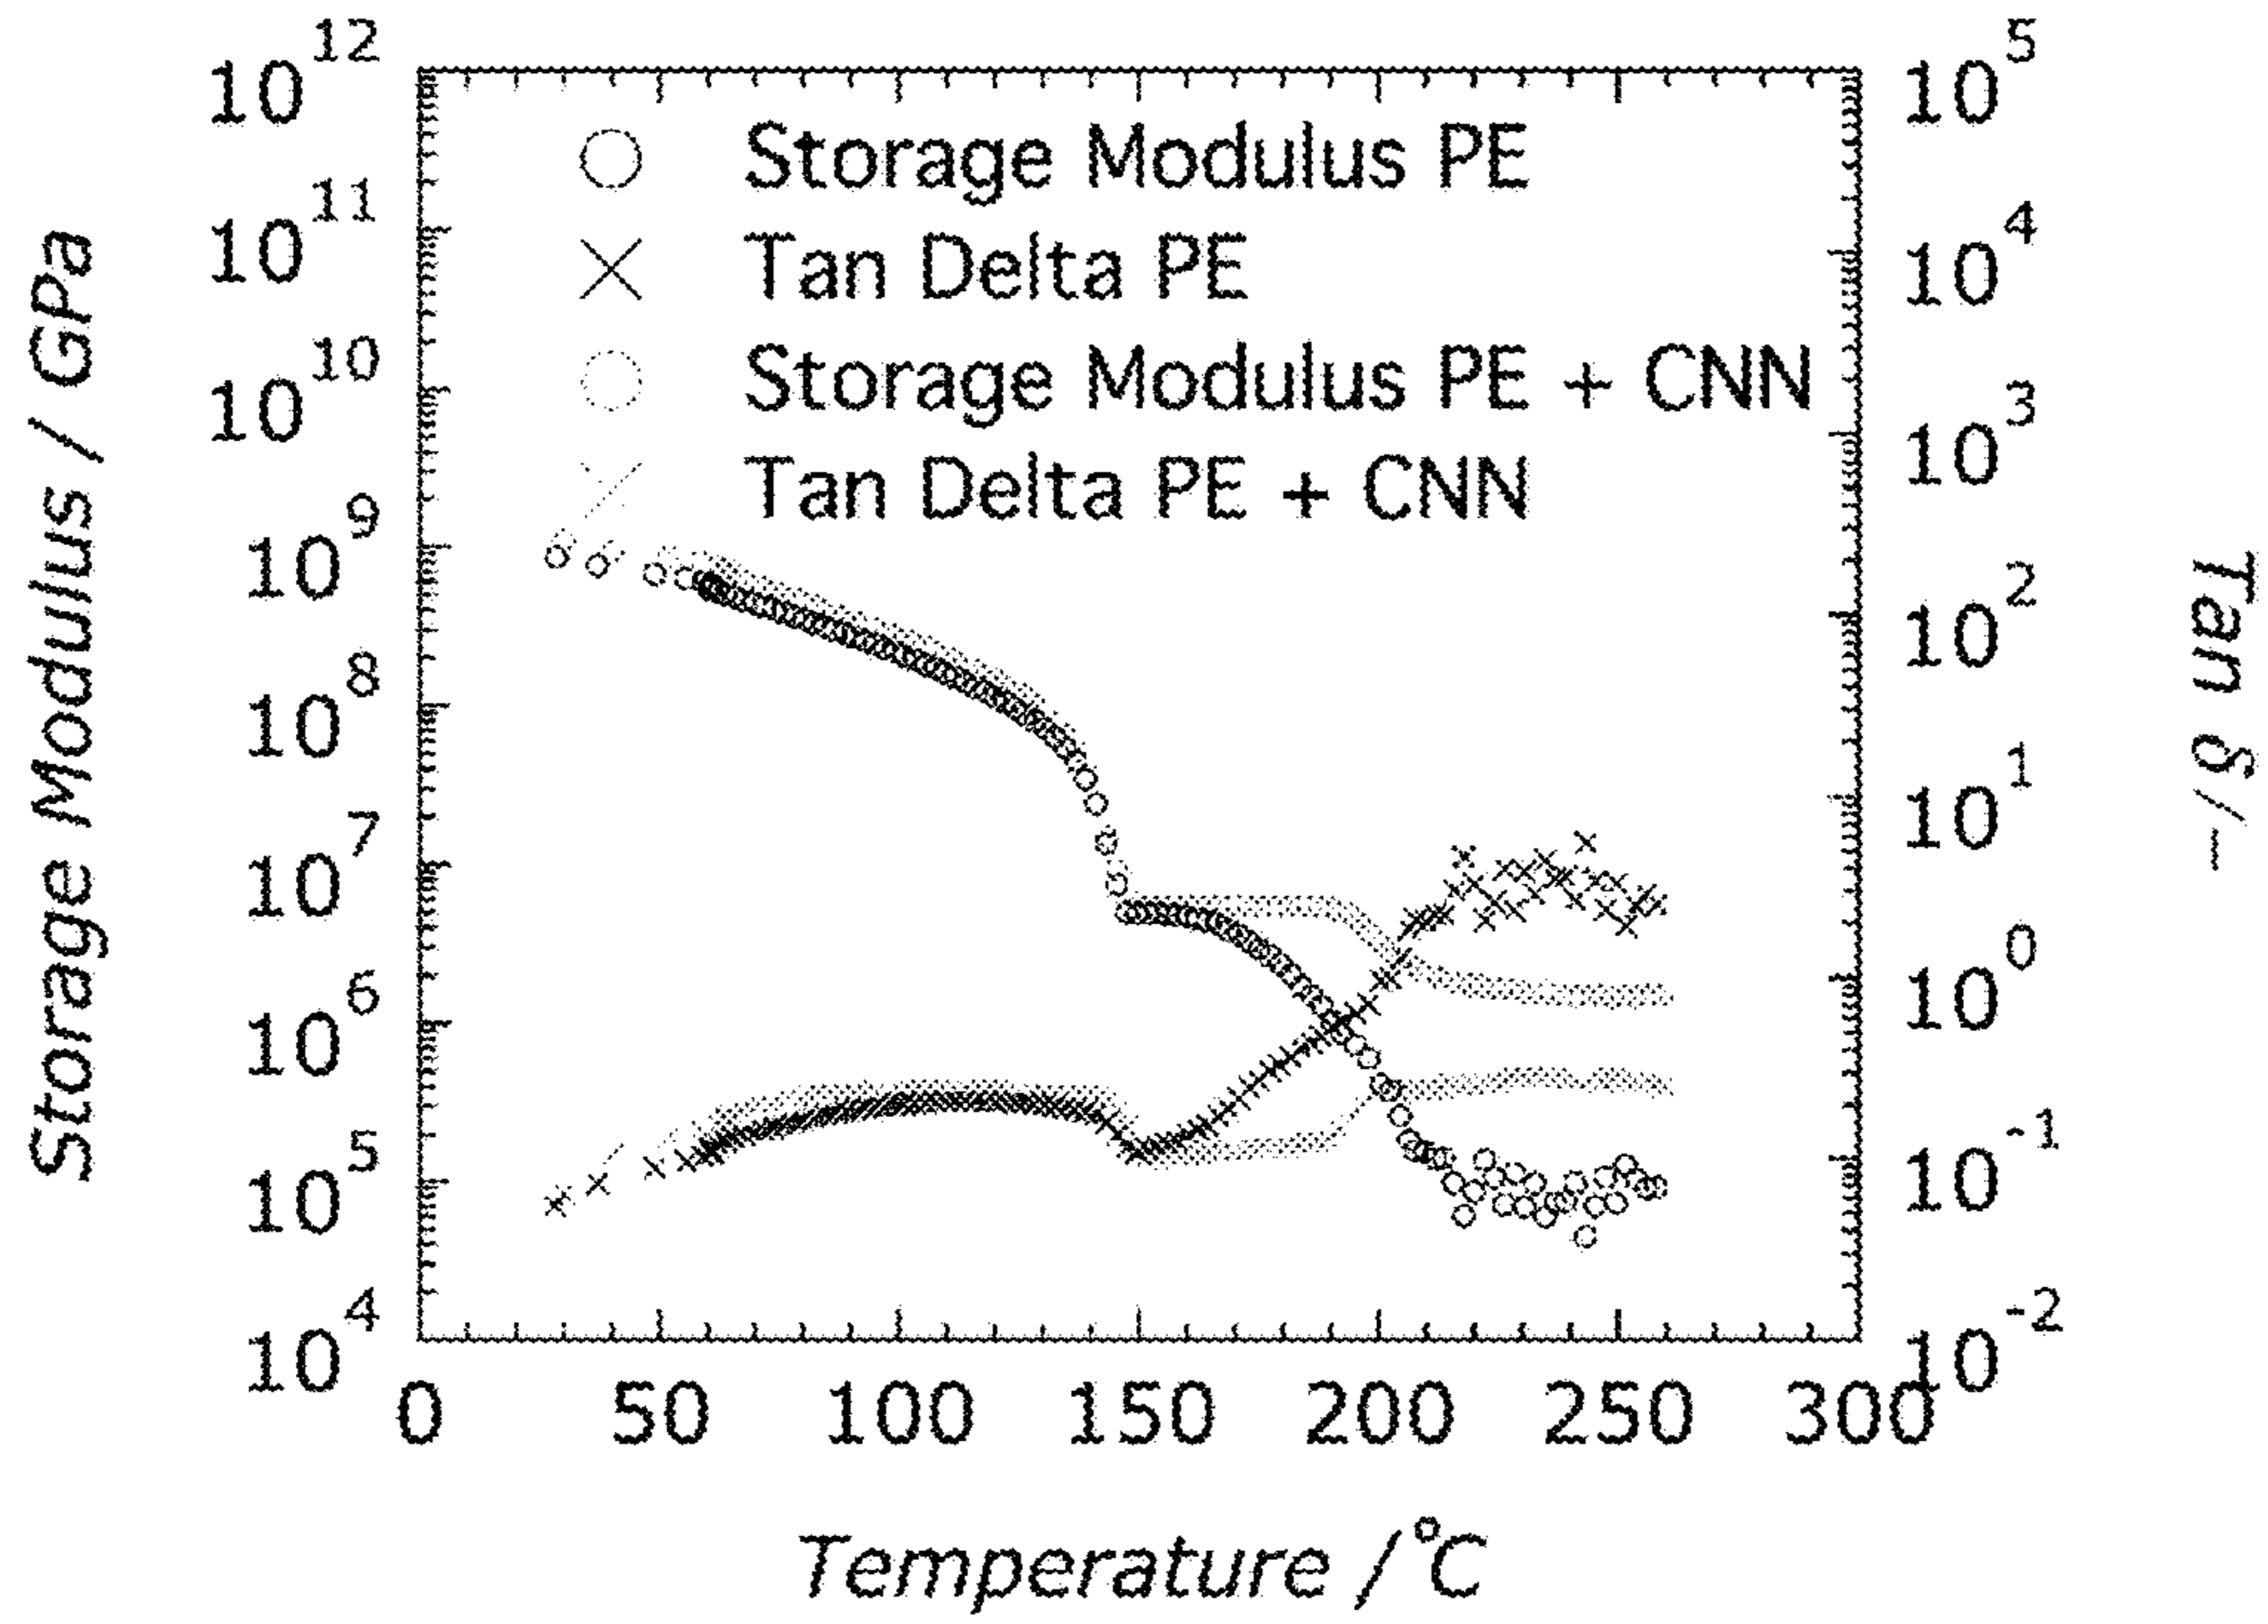 Storage Modulus / GPa
10^12
10^11
10^10
10^9
10^8
10^7
10^6
10^5
10^4
Storage Modulus PE
Tan Delta PE
Storage Modulus PE + CNN
Tan Delta PE + CNN
10^5
10^4
10^3
10^2
10^1
10^0
10^-1
10^-2
Tan δ/-
0 50 100 150 200 250 300
Temperature /°C